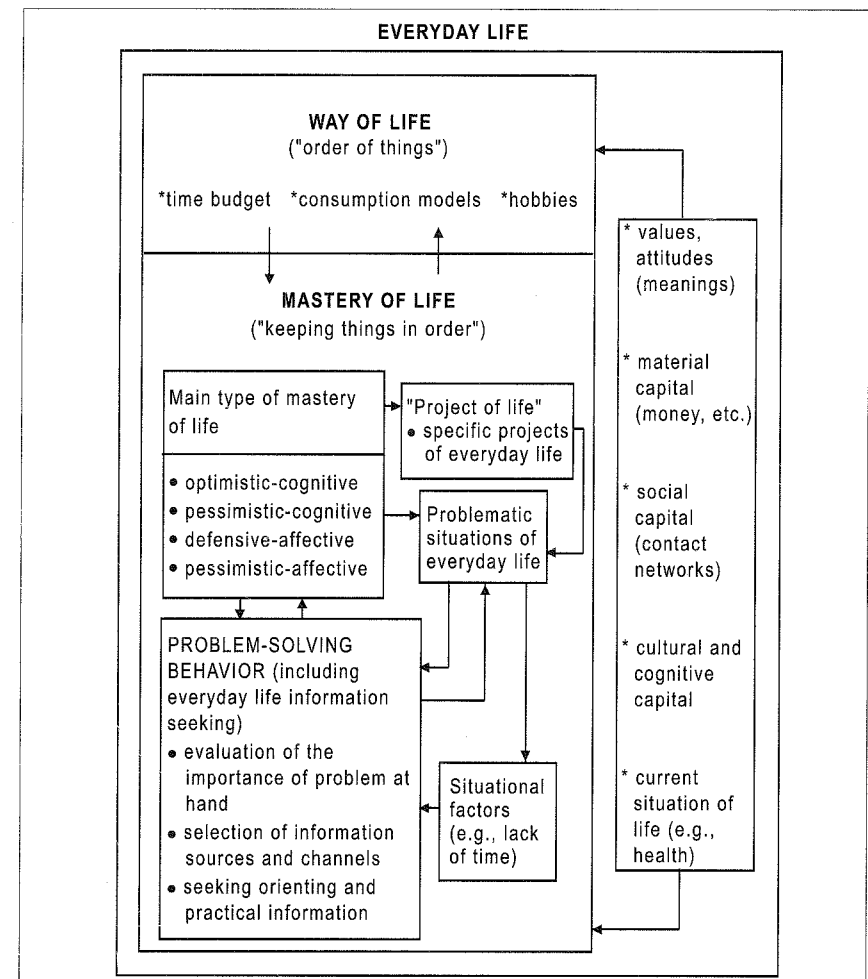 EVERYDAY LIFE
WAY OF LIFE
("order of things")
*time budget *consumption models *hobbies
MASTERY OF LIFE
("keeping things in order")
Main type of mastery
of life
• optimistic-cognitive
• pessimistic-cognitive
• defensive-affective
• pessimistic-affective
"Project of life"
• specific projects
of everyday life
Problematic
situations of
everyday life
PROBLEM-SOLVING
BEHAVIOR (including
everyday life information
seeking)
• evaluation of the
importance of problem at
hand
• selection of information
sources and channels
• seeking orienting and
practical information
Situational
factors
(e.g., lack
of time)
* values,
attitudes
(meanings)
* material
capital
(money, etc.)
* social
capital
(contact
networks)
* cultural and
cognitive
capital
* current
situation of
life (e.g.,
health)